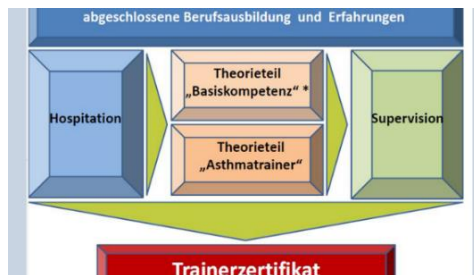 abgeschlossene Berufsausbildung und Erfahrungen
Hospitation
Theorieteil
„Basiskompetenz“ *
Theorieteil
„Asthmatrainer“
Supervision
Trainerzertifikat